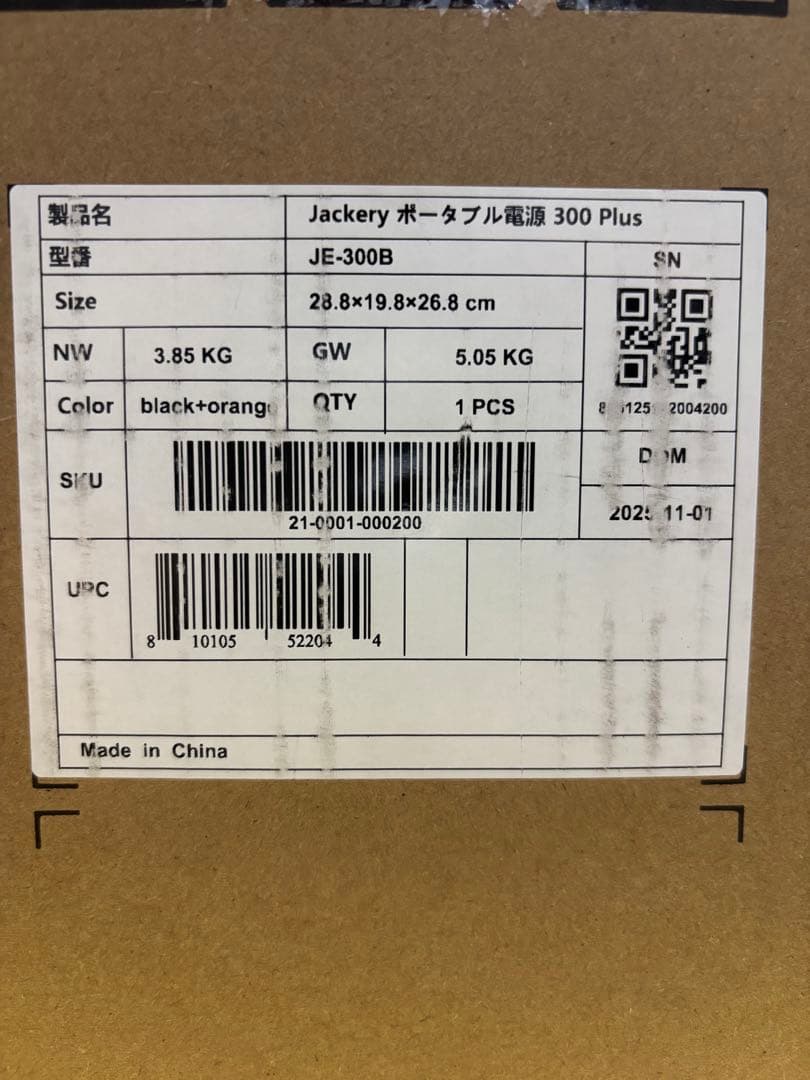 製品名 Jackery ポータブル電源 300 Plus
型番 JE-300B SN
Size 28.8×19.8×26.8 cm
NW 3.85 KG GW 5.05 KG
Color QTY 1 PCS
SKU DOM
21-0001-000200
UPC
8 10105 52204 4
Made in China